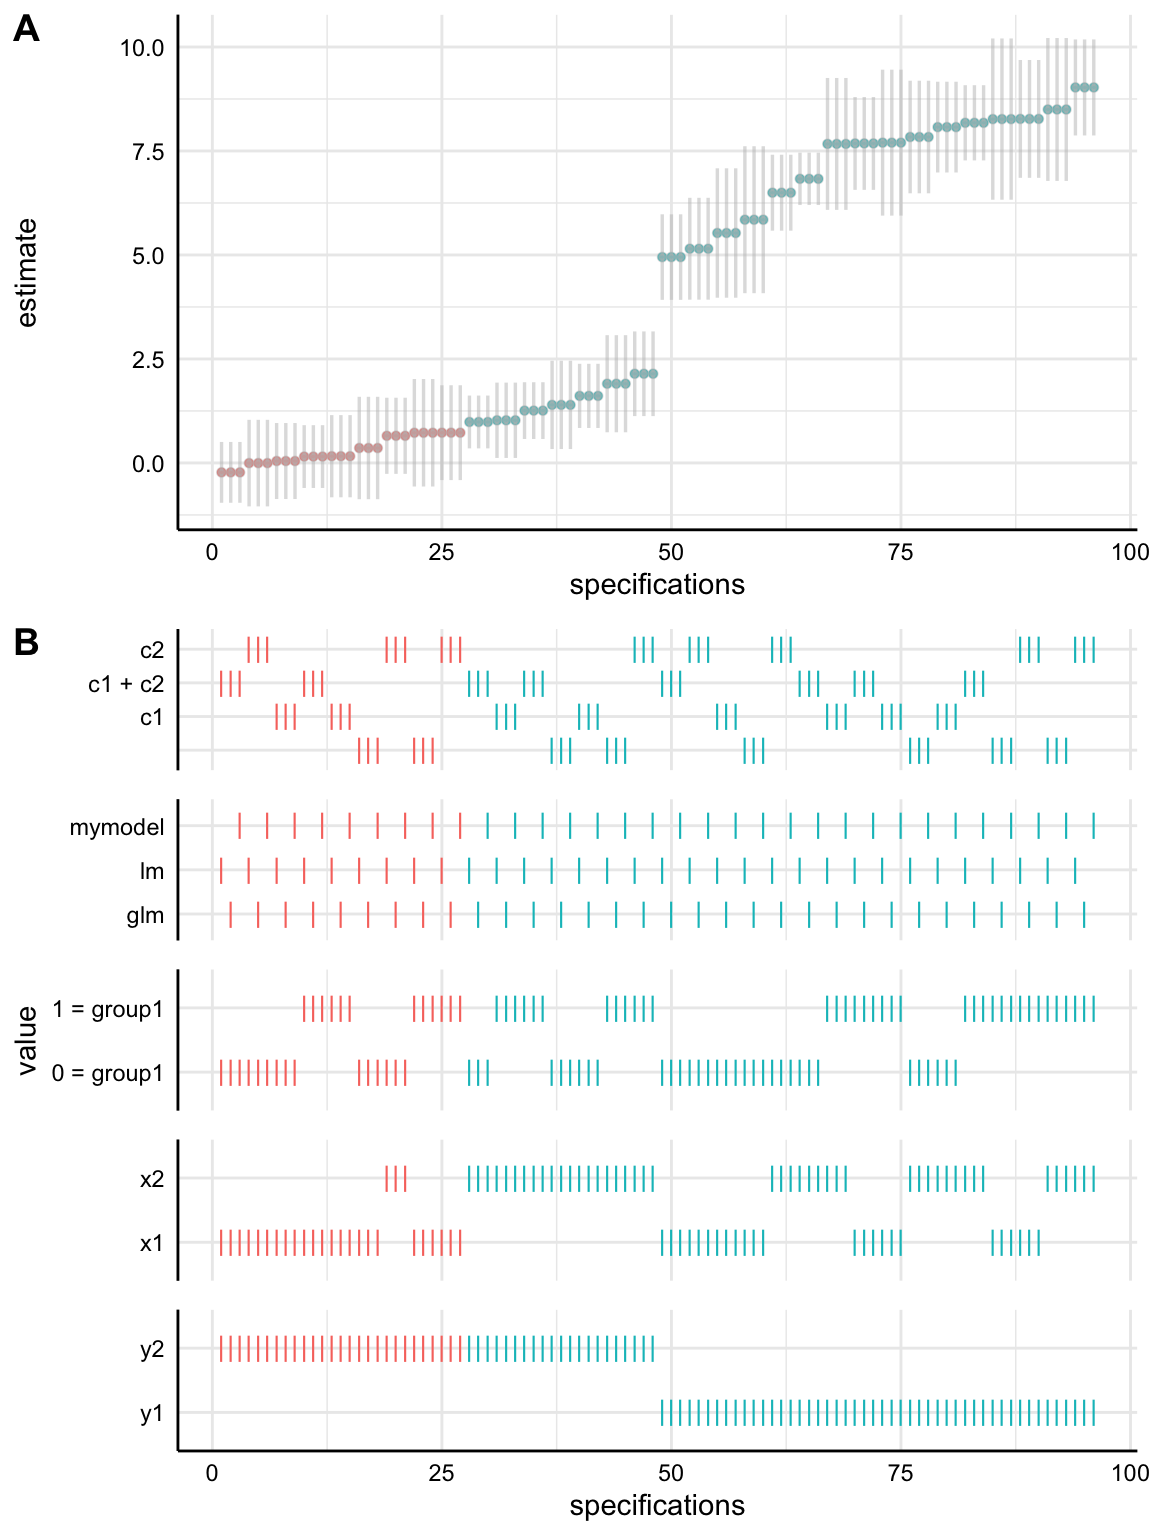 A
10.0
7.5
5.0
2.5
0.0
estimate
0 25 50 75 100
specifications
B
c2
c1 + c2
c1
mymodel
lm
glm
1 = group1
0 = group1
value
x2
x1
y2
y1
0 25 50 75 100
specifications